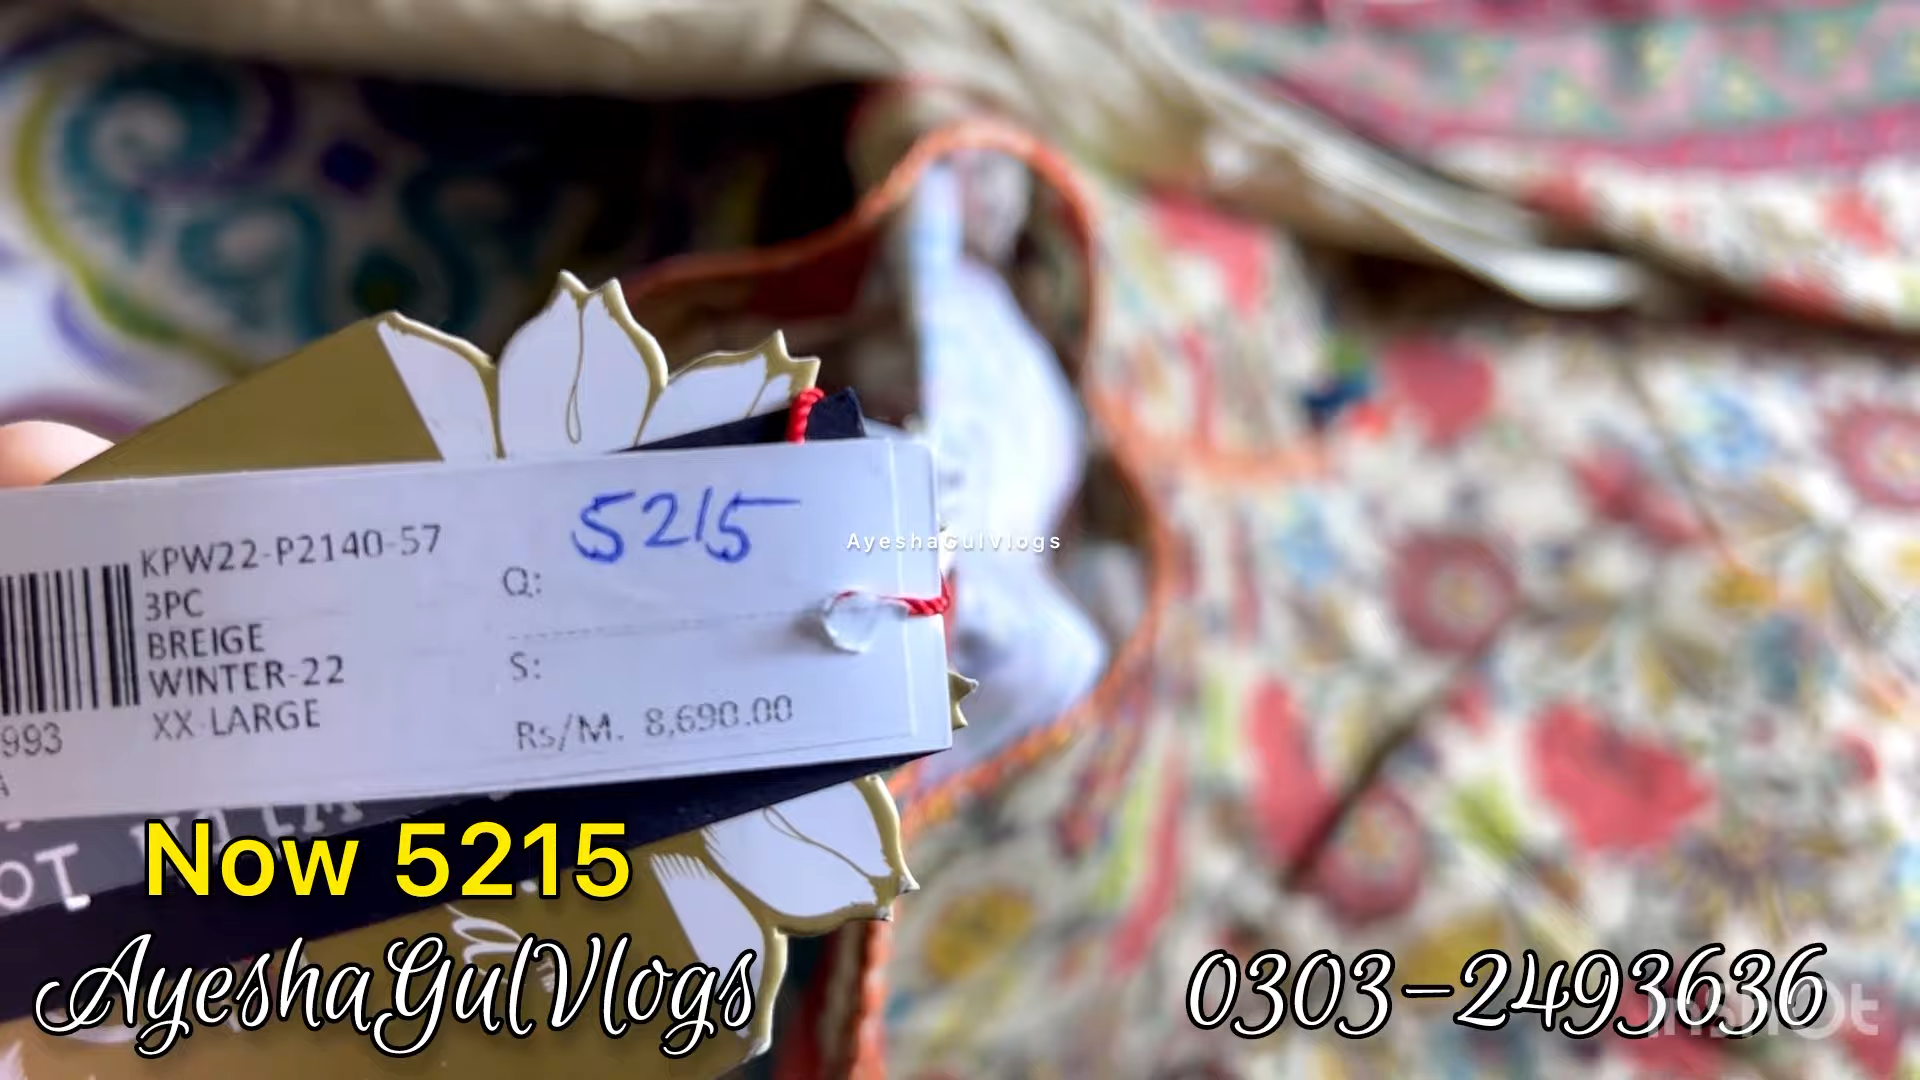 5215
KPW22-P2140-57
3PC
BREIGE
WINTER-22
XX-LARGE
993
Q:
S:
Rs/M. 8,690.00
AyeshaGulVlogs
Now 5215
AyeshaGulVlogs
0303-2493636
InShot